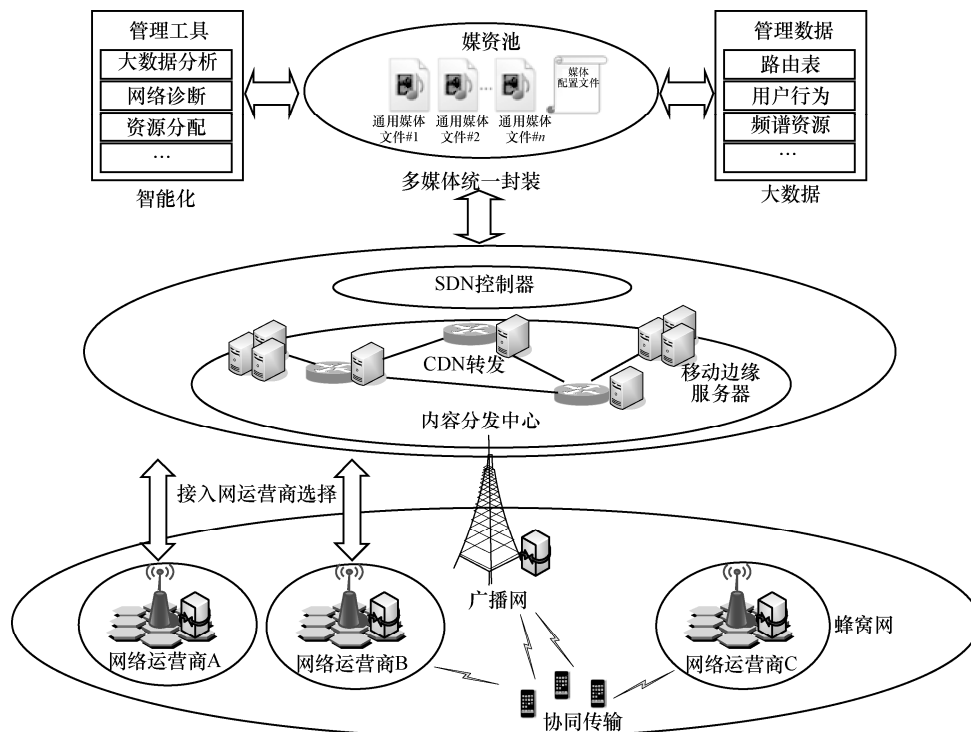 管理工具
大数据分析
网络诊断
资源分配
…
智能化
媒资池
…
媒体
配置文件
通用媒体
文件#1
通用媒体
文件#2
通用媒体
文件#n
多媒体统一封装
管理数据
路由表
用户行为
频谱资源
…
大数据
SDN控制器
CDN转发
移动边缘
服务器
内容分发中心
接入网运营商选择
广播网
网络运营商A
网络运营商B
网络运营商C
蜂窝网
协同传输